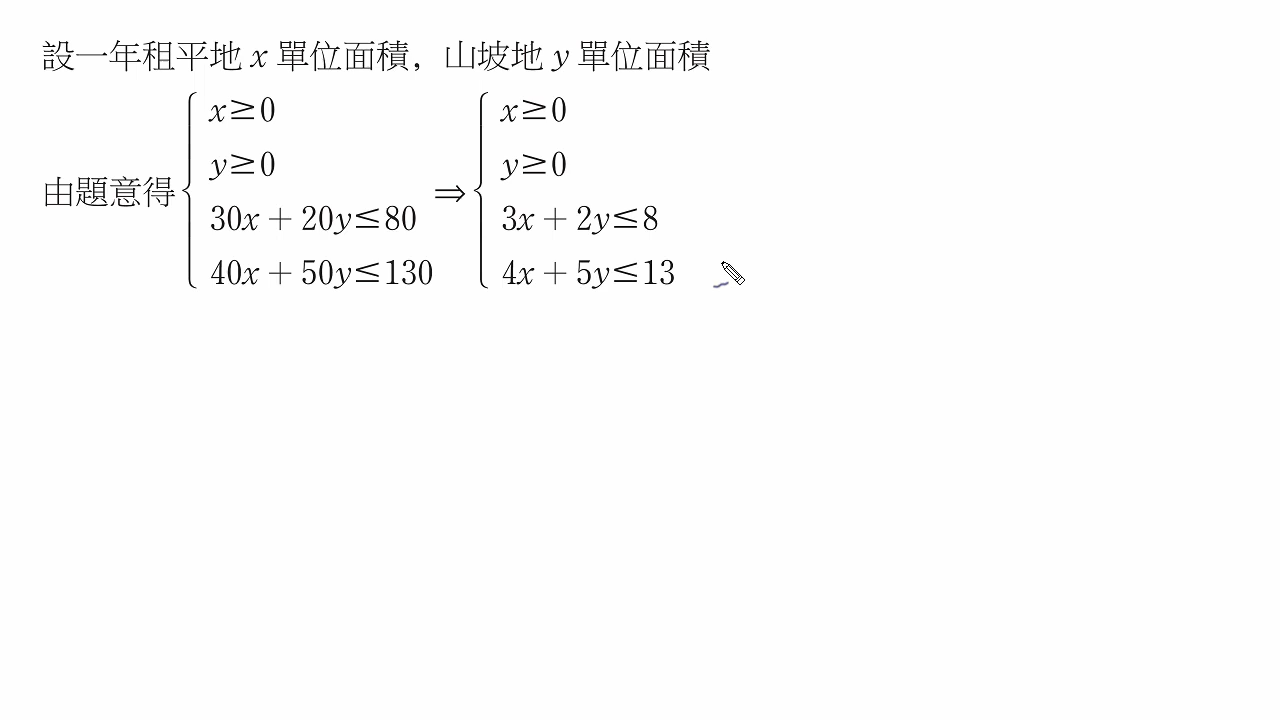 設一年租平地 x 單位面積，山坡地 y 單位面積
x≥0 x≥0
y≥0 y≥0
由題意得 ⇒
30x + 20y≤80 3x + 2y≤8
40x + 50y≤130 4x + 5y≤13